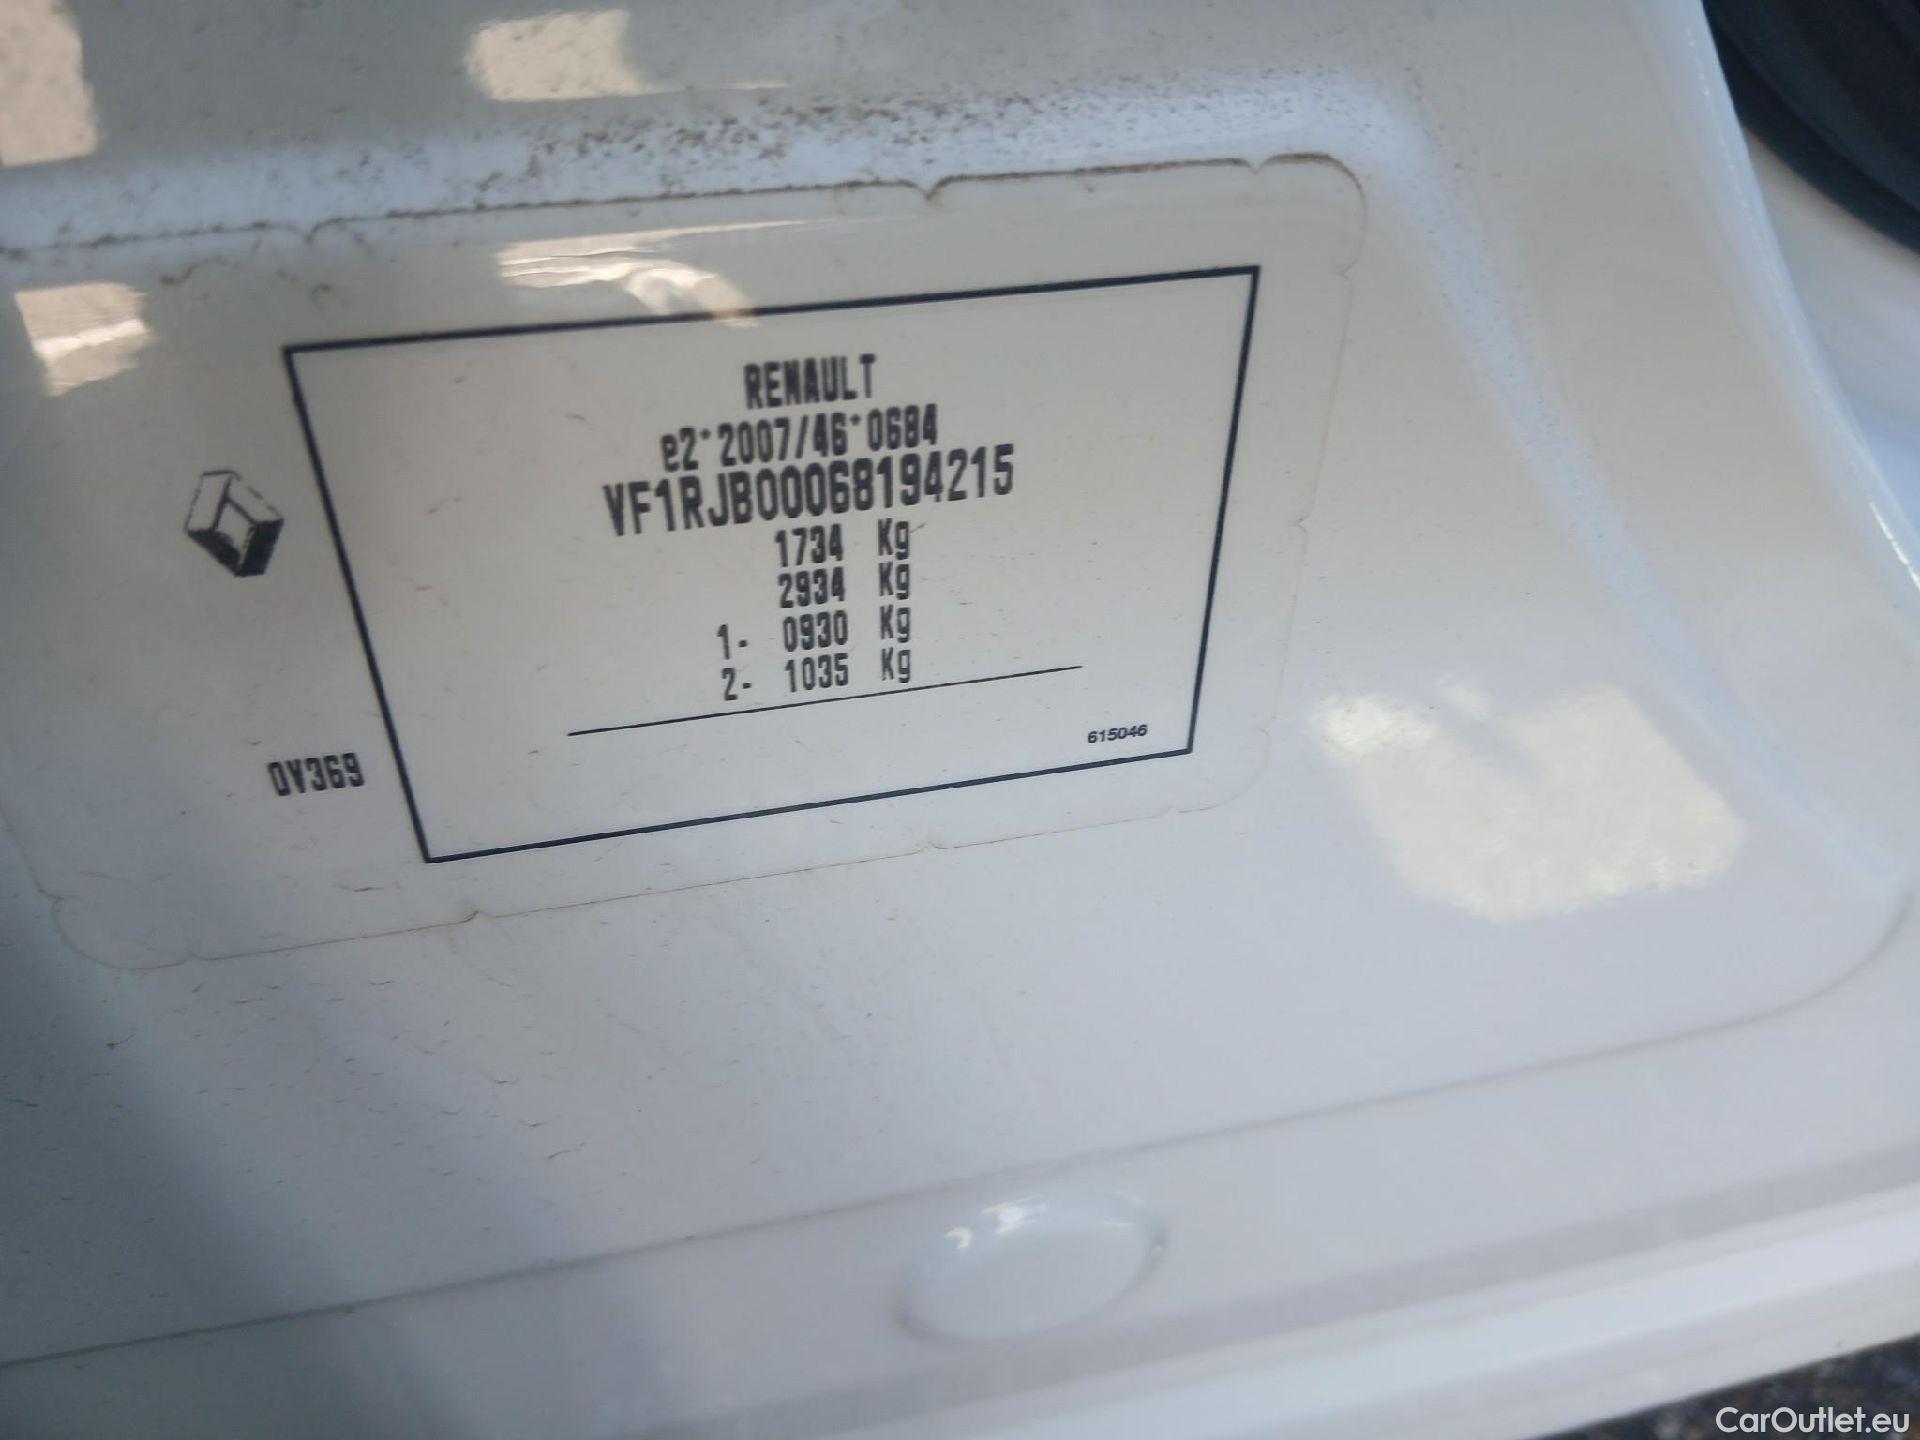 RENAULT
e2*2007/46*0684
VF1RJB00068194215
1734 Kg
2934 Kg
1- 0930 Kg
2- 1035 Kg
615046
OV369
CarOutlet.eu